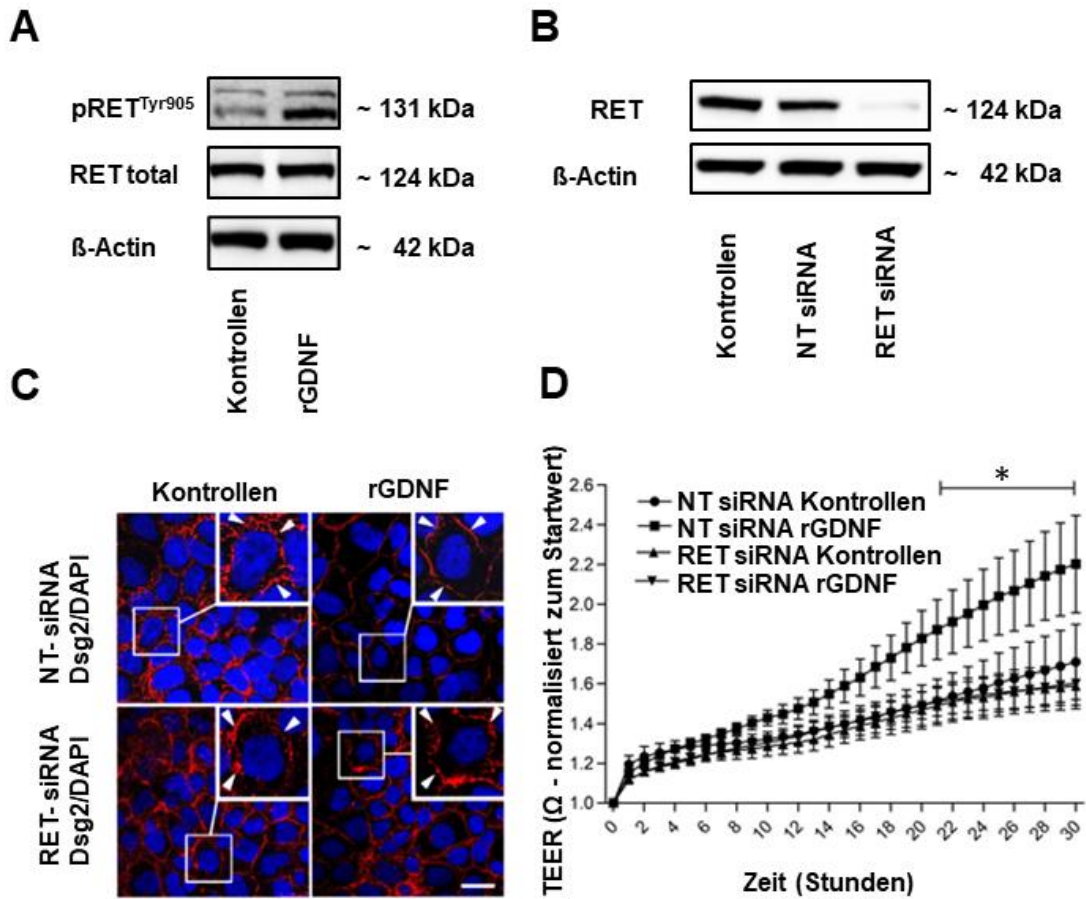 A
pRETTyr905
~ 131 kDa
RET total
~ 124 kDa
ß-Actin
~ 42 kDa
Kontrollen
rGDNF
B
RET
~ 124 kDa
ß-Actin
~ 42 kDa
Kontrollen
NT siRNA
RET siRNA
C
Kontrollen
rGDNF
NT- siRNA
Dsg2/DAPI
RET- siRNA
Dsg2/DAPI
D
TEER (Ω - normalisiert zum Startwert)
2.6
2.4
2.2
2.0
1.8
1.6
1.4
1.2
1.0
*
NT siRNA Kontrollen
NT siRNA rGDNF
RET siRNA Kontrollen
RET siRNA rGDNF
0 2 4 6 8 10 12 14 16 18 20 22 24 26 28 30
Zeit (Stunden)